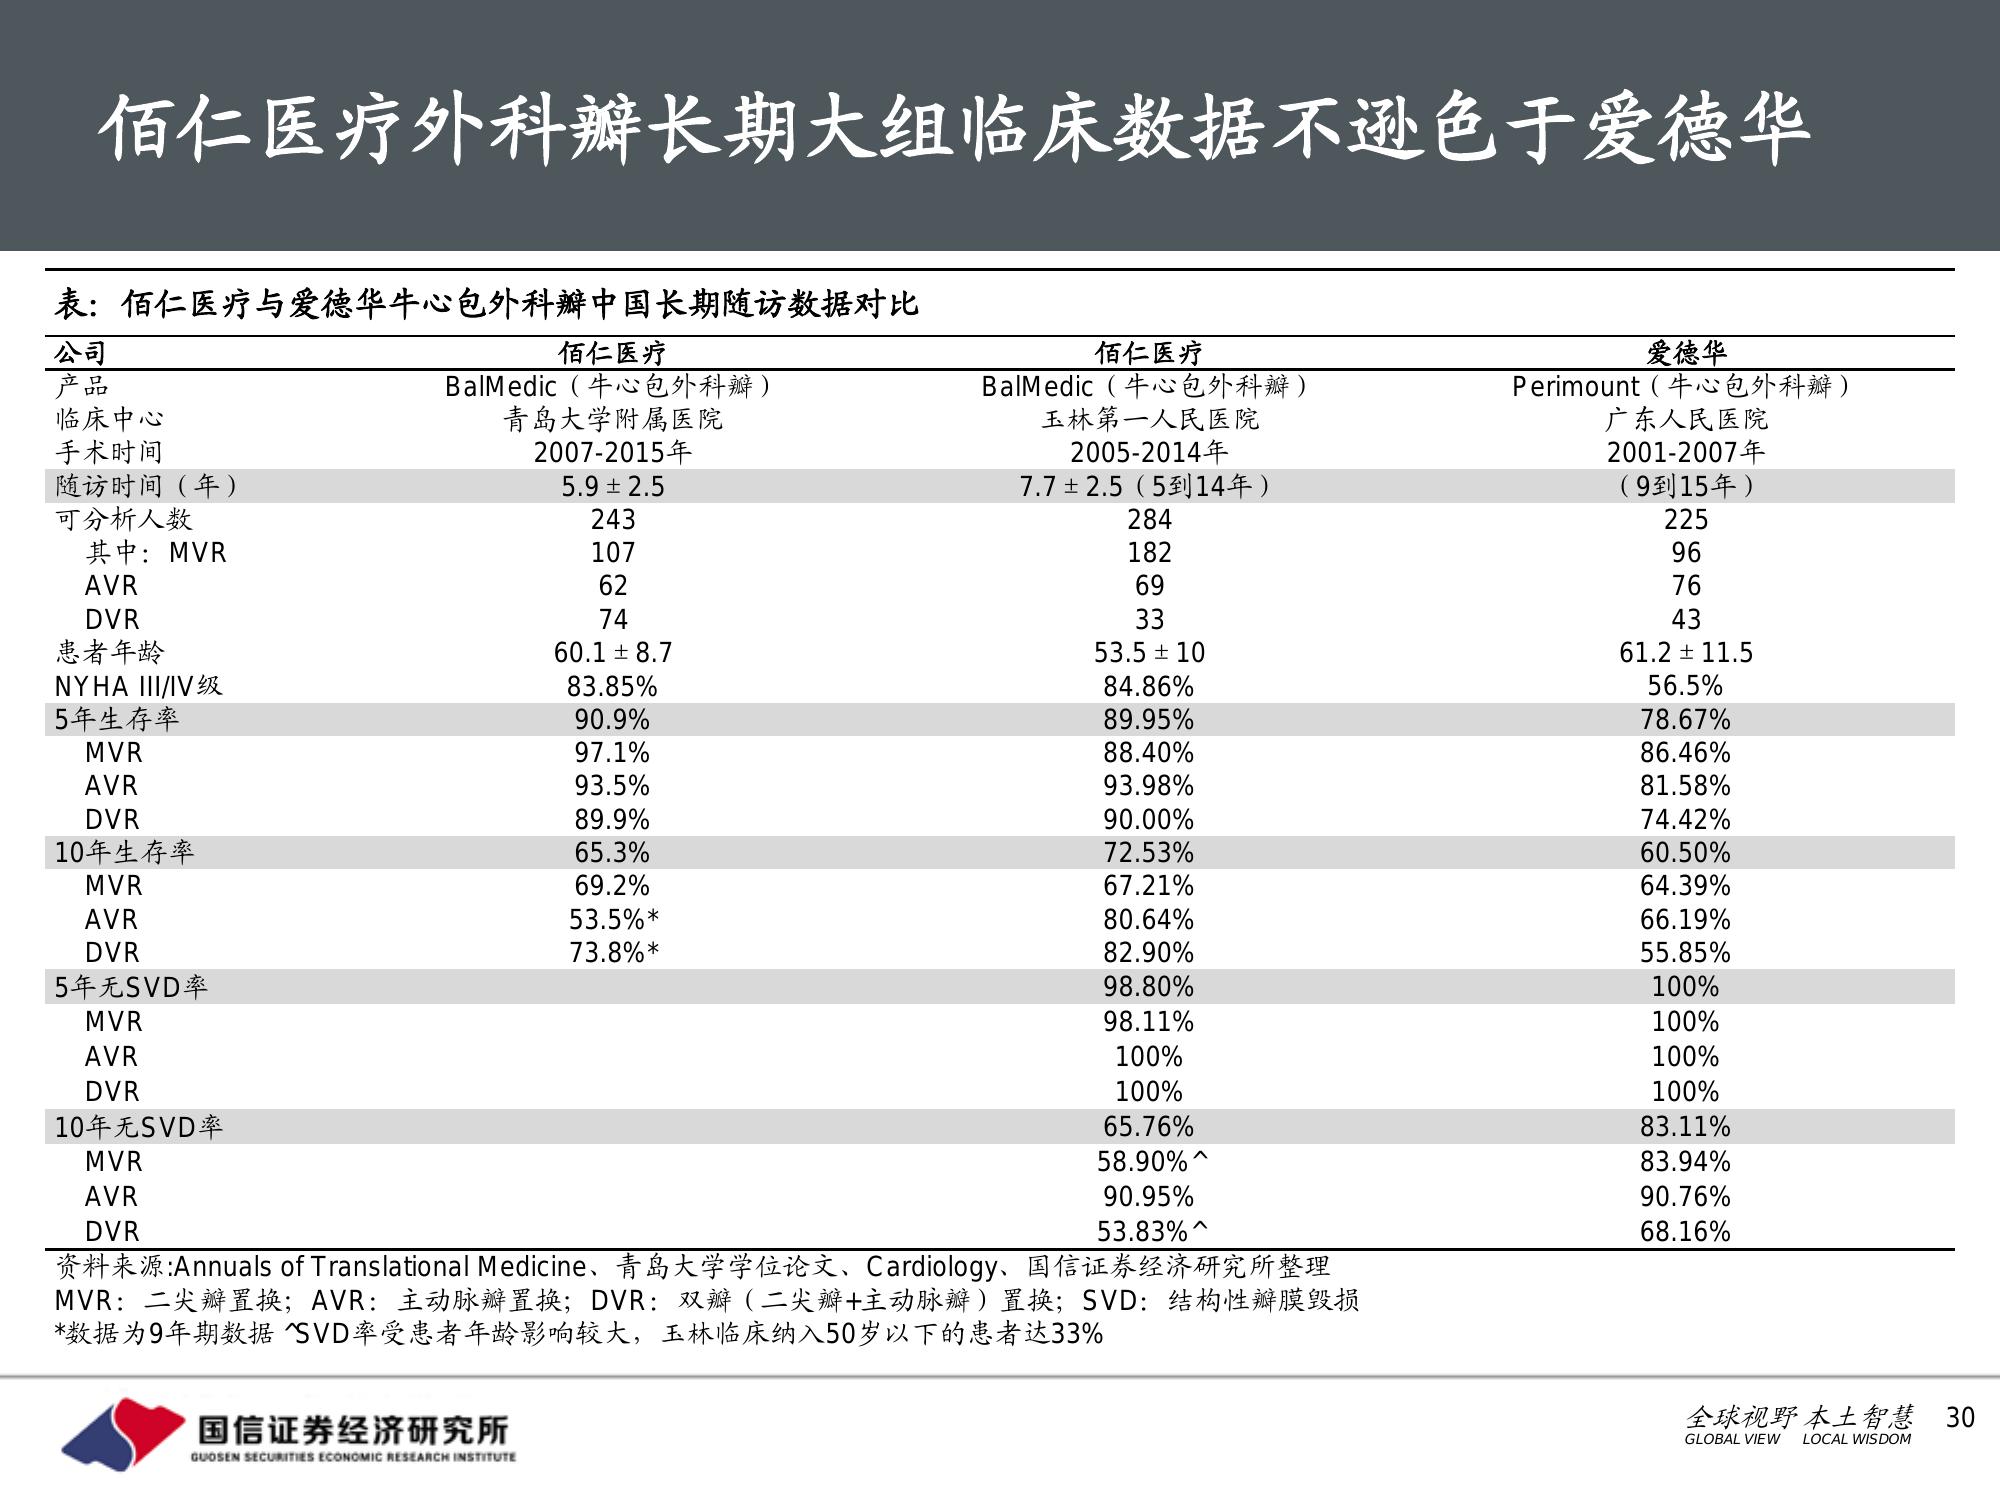 佰仁医疗外科瓣长期大组临床数据不逊色于爱德华
表：佰仁医疗与爱德华牛心包外科瓣中国长期随访数据对比
公司 佰仁医疗 佰仁医疗 爱德华
产品 BalMedic（牛心包外科瓣） BalMedic（牛心包外科瓣） Perimount（牛心包外科瓣）
临床中心 青岛大学附属医院 玉林第一人民医院 广东人民医院
手术时间 2007-2015年 2005-2014年 2001-2007年
随访时间（年） 5.9±2.5 7.7±2.5（5到14年） （9到15年）
可分析人数 243 284 225
其中：MVR 107 182 96
AVR 62 69 76
DVR 74 33 43
患者年龄 60.1±8.7 53.5±10 61.2±11.5
NYHA III/IV级 83.85% 84.86% 56.5%
5年生存率 90.9% 89.95% 78.67%
MVR 97.1% 88.40% 86.46%
AVR 93.5% 93.98% 81.58%
DVR 89.9% 90.00% 74.42%
10年生存率 65.3% 72.53% 60.50%
MVR 69.2% 67.21% 64.39%
AVR 53.5%* 80.64% 66.19%
DVR 73.8%* 82.90% 55.85%
5年无SVD率 98.80% 100%
MVR 98.11% 100%
AVR 100% 100%
DVR 100% 100%
10年无SVD率 65.76% 83.11%
MVR 58.90%^ 83.94%
AVR 90.95% 90.76%
DVR 53.83%^ 68.16%
资料来源:Annuals of Translational Medicine、青岛大学学位论文、Cardiology、国信证券经济研究所整理
MVR：二尖瓣置换；AVR：主动脉瓣置换；DVR：双瓣（二尖瓣+主动脉瓣）置换；SVD：结构性瓣膜毁损
*数据为9年期数据 ^SVD率受患者年龄影响较大，玉林临床纳入50岁以下的患者达33%
国信证券经济研究所
GUOSEN SECURITIES ECONOMIC RESEARCH INSTITUTE
全球视野 本土智慧 30
GLOBAL VIEW LOCAL WISDOM